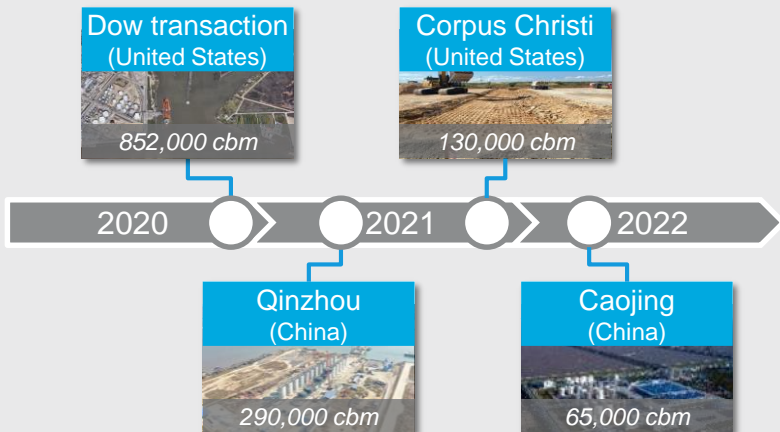 Dow transaction
(United States)
852,000 cbm
Corpus Christi
(United States)
130,000 cbm
2020
2021
2022
Qinzhou
(China)
290,000 cbm
Caojing
(China)
65,000 cbm